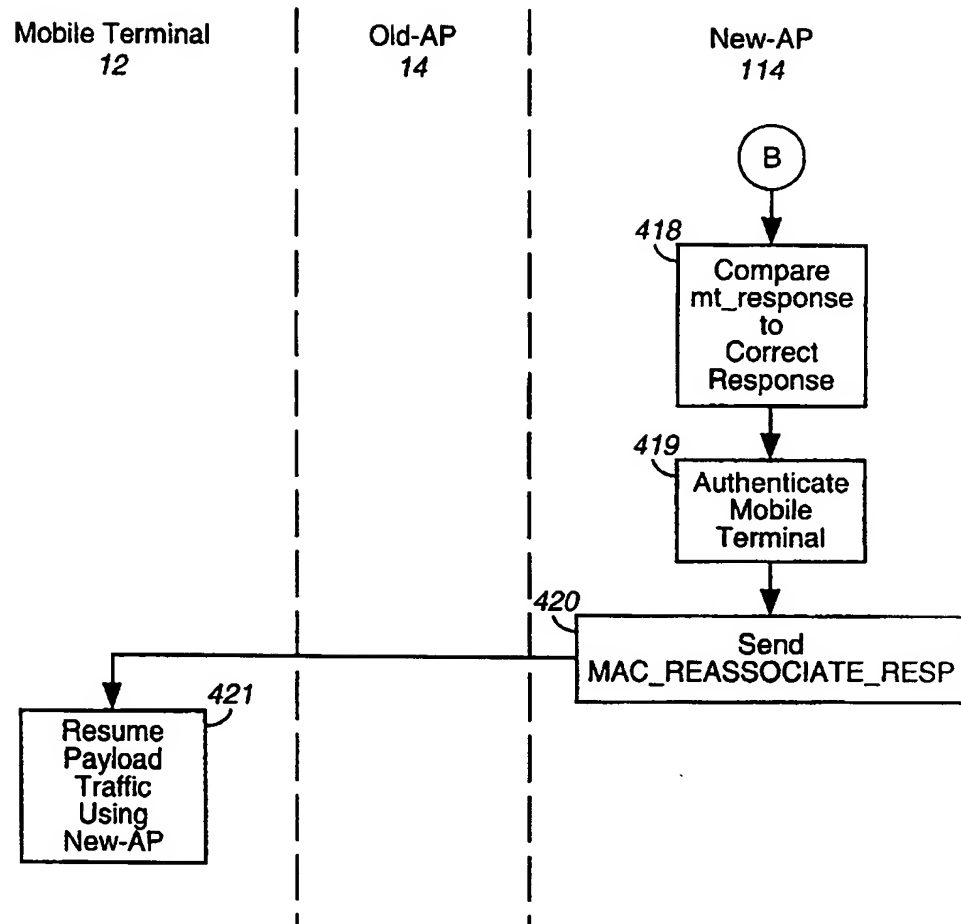 Mobile Terminal
12
Old-AP
14
New-AP
114
B
418
Compare
mt_response
to
Correct
Response
419
Authenticate
Mobile
Terminal
420
Send
MAC_REASSOCIATE_RESP
421
Resume
Payload
Traffic
Using
New-AP